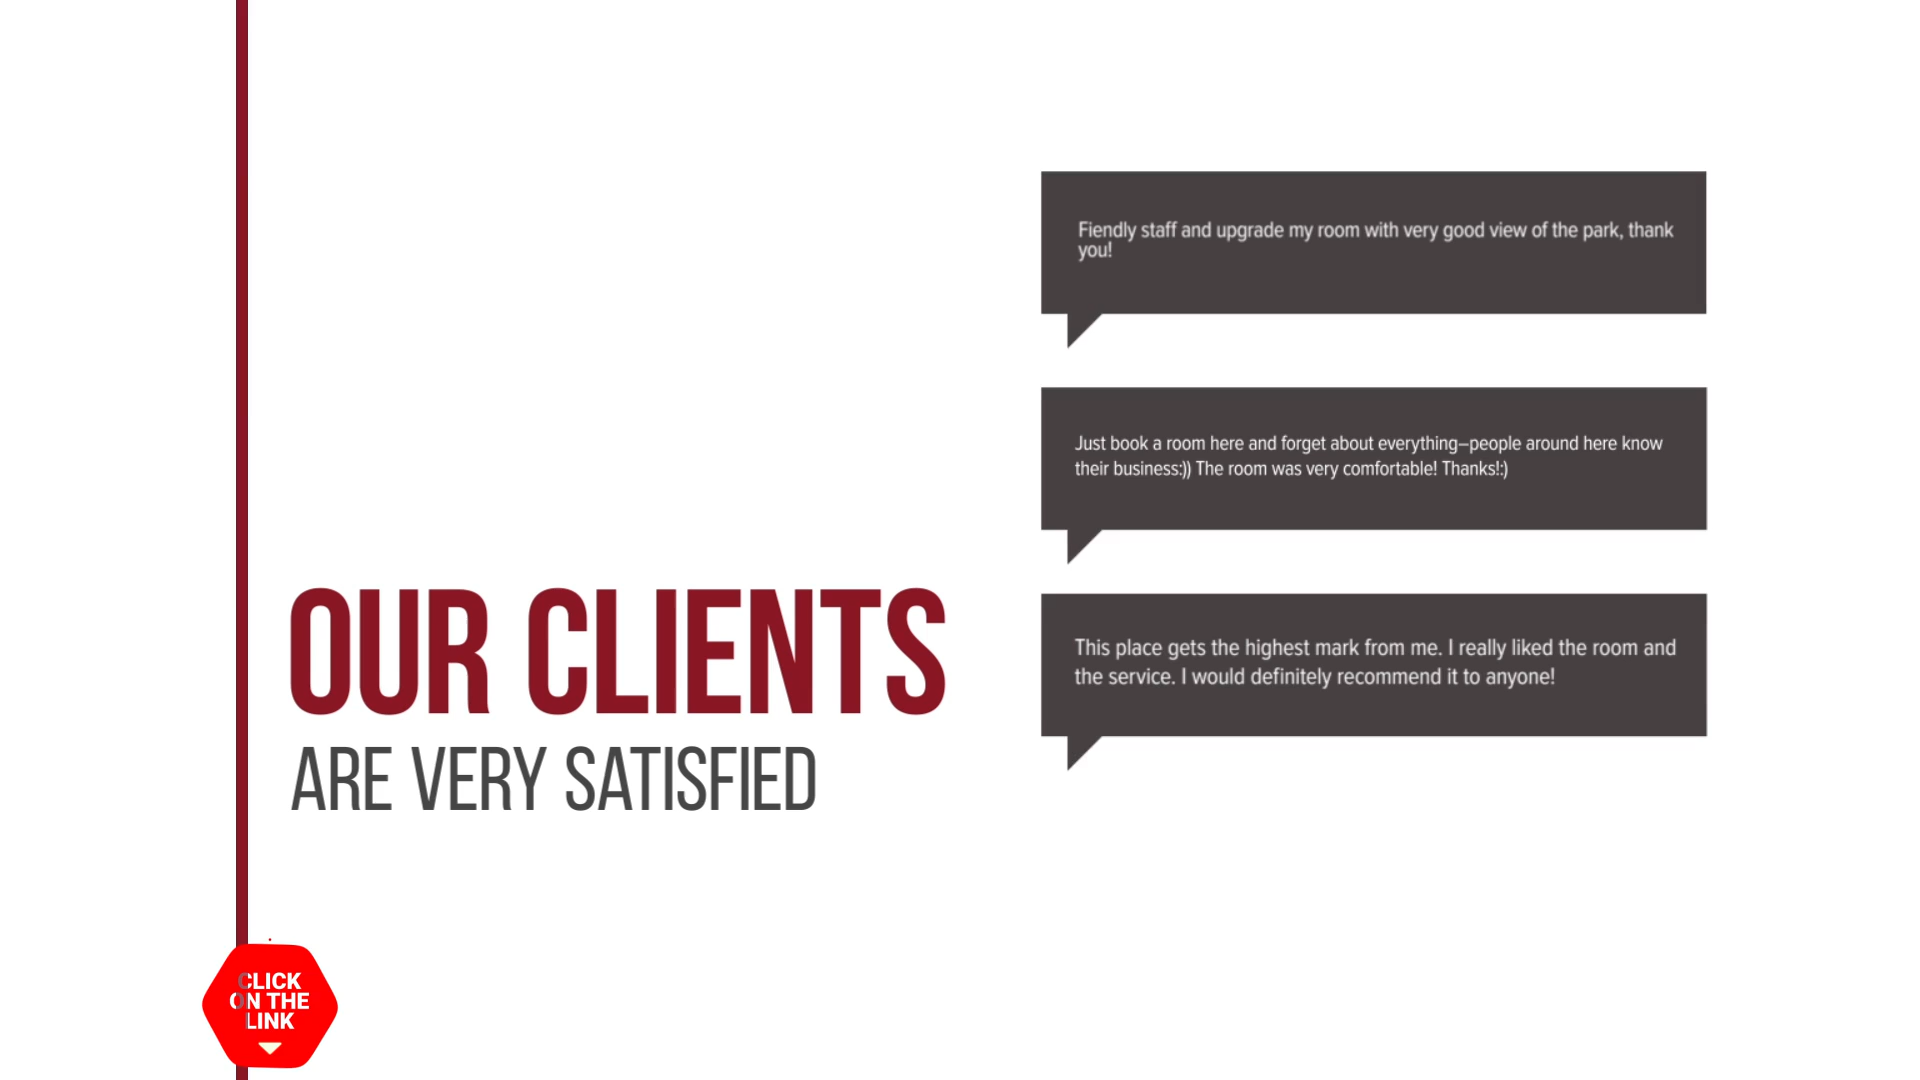 Fiendly staff and upgrade my room with very good view of the park, thank
you!
Just book a room here and forget about everything–people around here know
their business:)) The room was very comfortable! Thanks!:)
This place gets the highest mark from me. I really liked the room and
the service. I would definitely recommend it to anyone!
OUR CLIENTS
ARE VERY SATISFIED
CLICK
ON THE
LINK